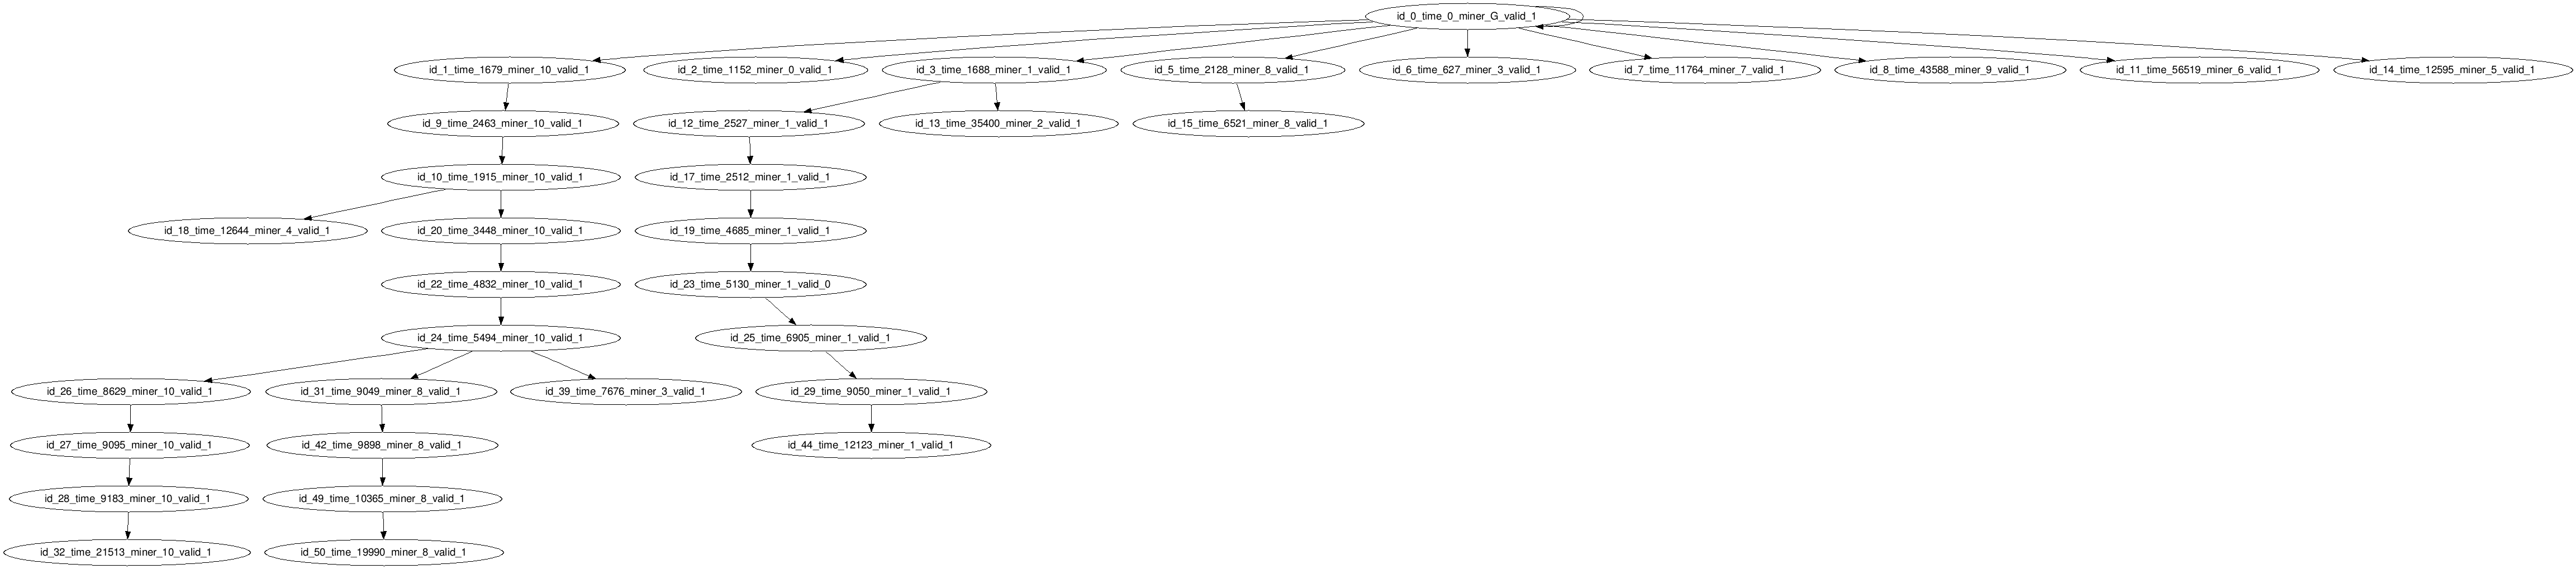 id_0_time_0_miner_G_valid_1
id_1_time_1679_miner_10_valid_1
id_2_time_1152_miner_0_valid_1
id_3_time_1688_miner_1_valid_1
id_5_time_2128_miner_8_valid_1
id_6_time_627_miner_3_valid_1
id_7_time_11764_miner_7_valid_1
id_8_time_43588_miner_9_valid_1
id_11_time_56519_miner_6_valid_1
id_14_time_12595_miner_5_valid_1
id_9_time_2463_miner_10_valid_1
id_12_time_2527_miner_1_valid_1
id_13_time_35400_miner_2_valid_1
id_15_time_6521_miner_8_valid_1
id_10_time_1915_miner_10_valid_1
id_17_time_2512_miner_1_valid_1
id_18_time_12644_miner_4_valid_1
id_20_time_3448_miner_10_valid_1
id_19_time_4685_miner_1_valid_1
id_22_time_4832_miner_10_valid_1
id_23_time_5130_miner_1_valid_0
id_24_time_5494_miner_10_valid_1
id_25_time_6905_miner_1_valid_1
id_26_time_8629_miner_10_valid_1
id_31_time_9049_miner_8_valid_1
id_39_time_7676_miner_3_valid_1
id_29_time_9050_miner_1_valid_1
id_27_time_9095_miner_10_valid_1
id_42_time_9898_miner_8_valid_1
id_44_time_12123_miner_1_valid_1
id_28_time_9183_miner_10_valid_1
id_49_time_10365_miner_8_valid_1
id_32_time_21513_miner_10_valid_1
id_50_time_19990_miner_8_valid_1